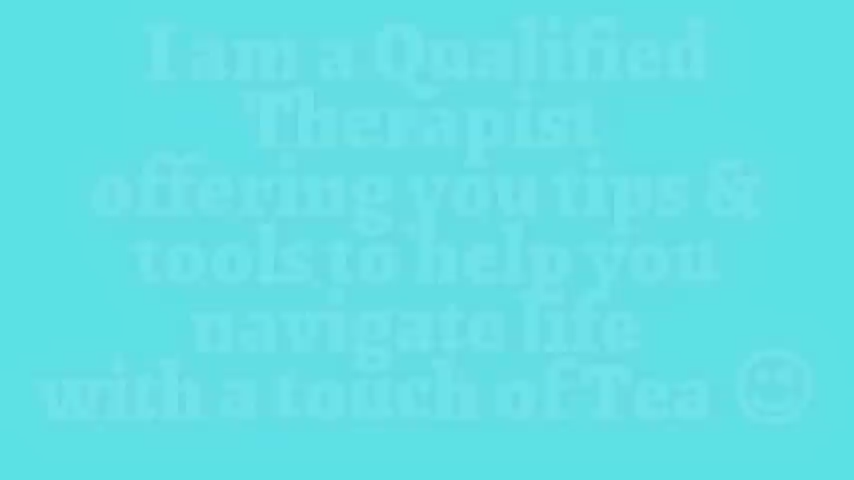 I am a Qualified
Therapist
offering you tips &
tools to help you
navigate life
with a touch of Tea ☺